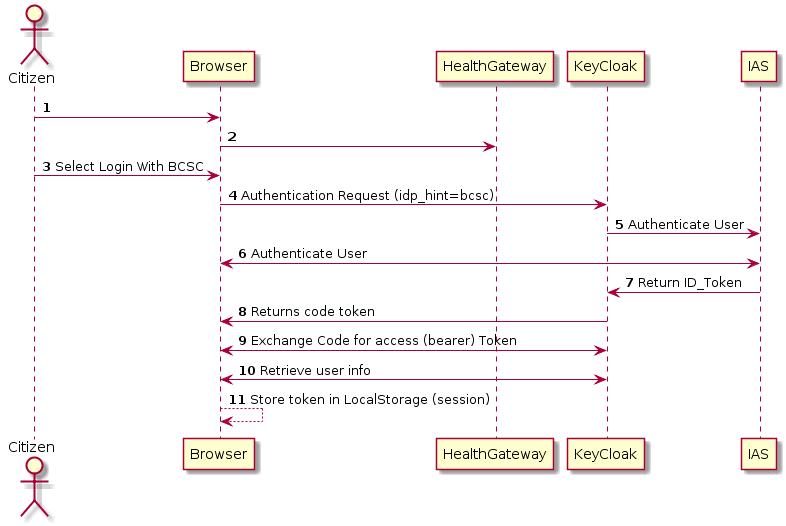 Citizen
Browser
HealthGateway
KeyCloak
IAS
1
2
3 Select Login With BCSC
4 Authentication Request (idp_hint=bcsc)
5 Authenticate User
6 Authenticate User
7 Return ID_Token
8 Returns code token
9 Exchange Code for access (bearer) Token
10 Retrieve user info
11 Store token in LocalStorage (session)
Citizen
Browser
HealthGateway
KeyCloak
IAS